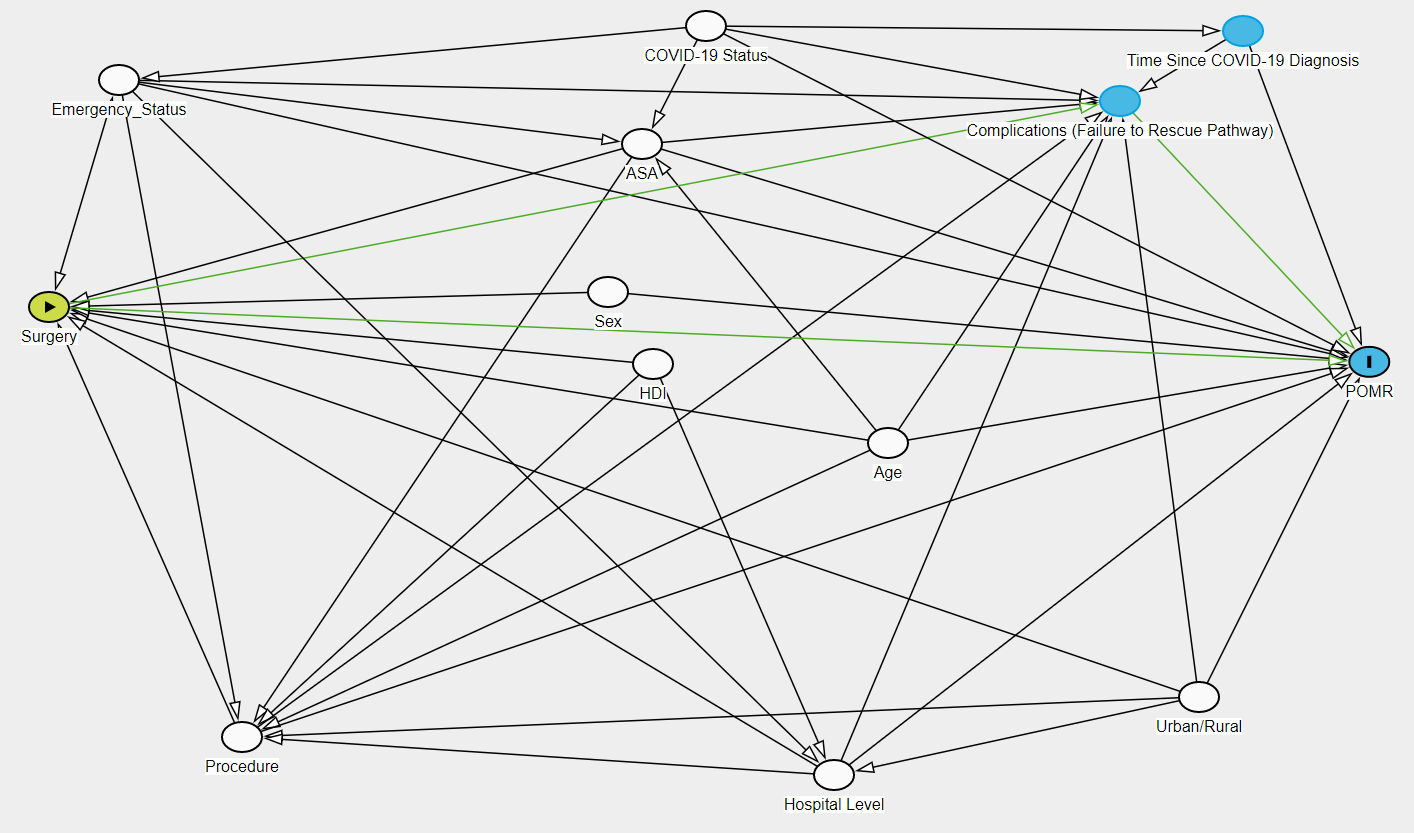 COVID-19 Status
Time Since COVID-19 Diagnosis
Emergency_Status
Complications (Failure to Rescue Pathway)
ASA
Sex
Surgery
HDI
POMR
Age
Urban/Rural
Procedure
Hospital Level